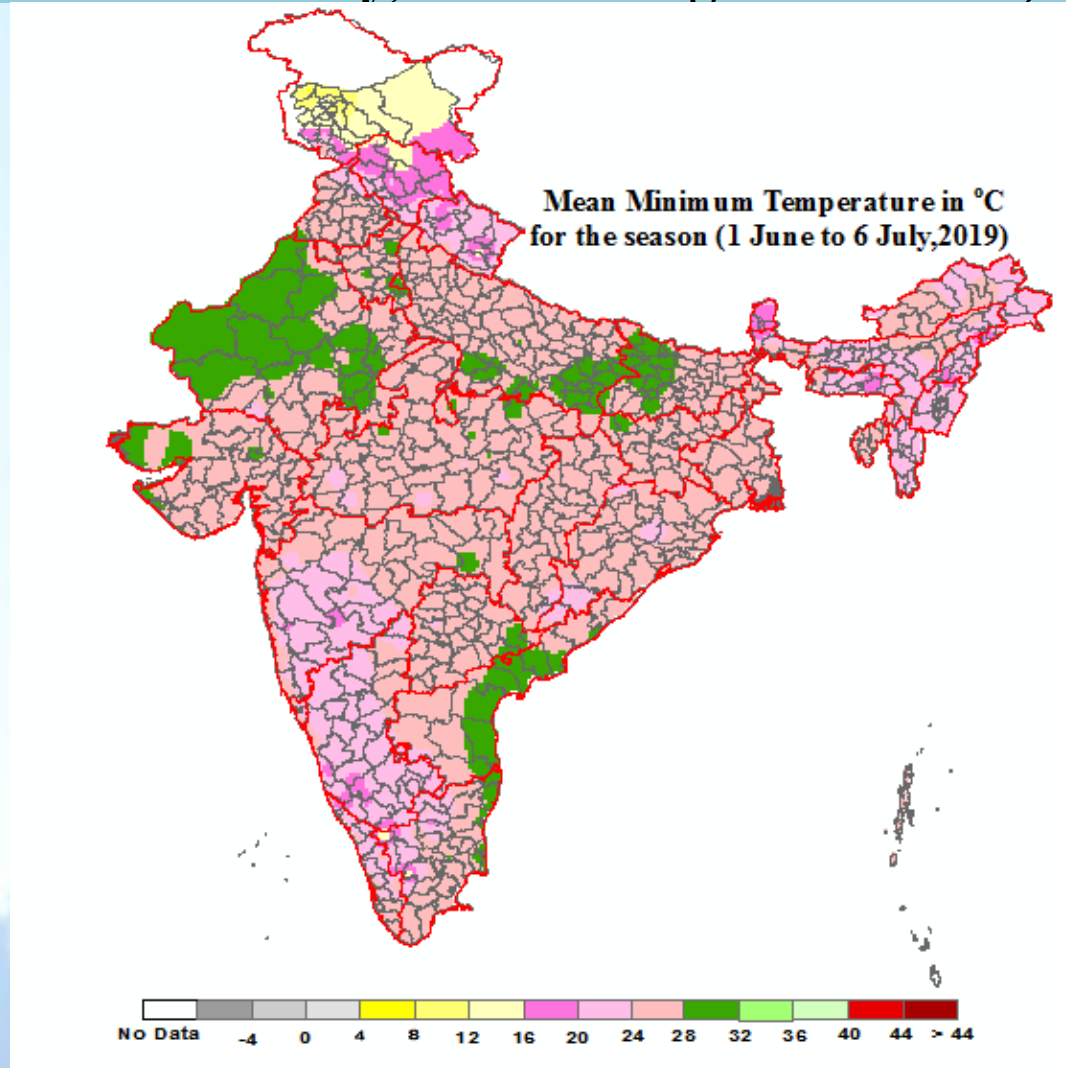 Mean Minimum Temperature in °C
for the season (1 June to 6 July,2019)
No Data -4 0 4 8 12 16 20 24 28 32 36 40 44 > 44